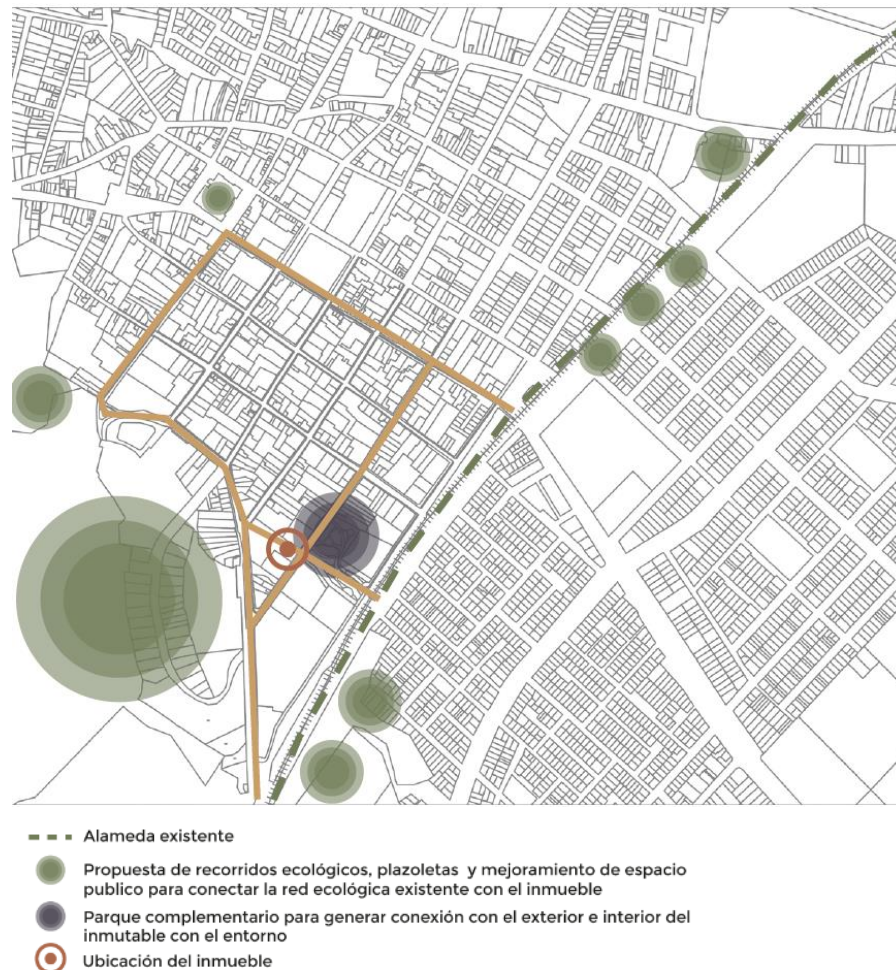 Alameda existente
Propuesta de recorridos ecológicos, plazoletas y mejoramiento de espacio
publico para conectar la red ecológica existente con el inmueble
Parque complementario para generar conexión con el exterior e interior del
inmutable con el entorno
Ubicación del inmueble